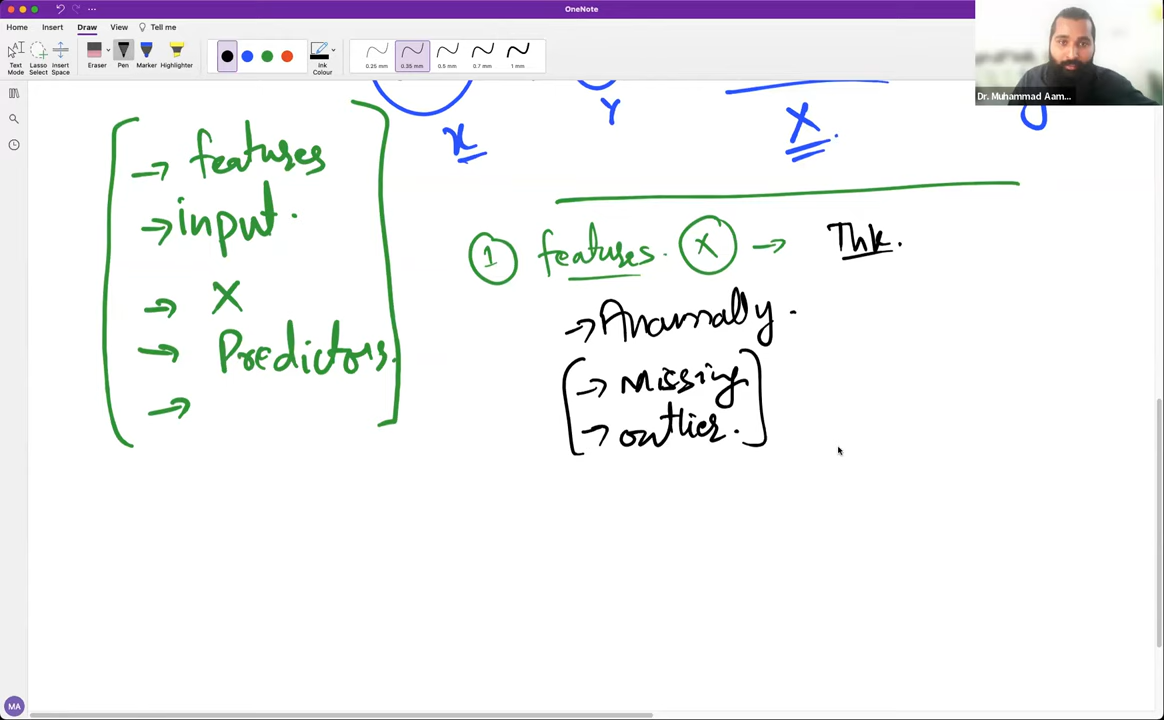 OneNote
Home Insert Draw View Tell me
Text Mode Lasso Select Insert Space Eraser Pen Marker Highlighter Ink Colour 0.25 mm 0.35 mm 0.5 mm 0.7 mm 1 mm
Dr. Muhammad Aam...
x Y X.
→ features
→ input.
→ X
→ Predictors.
→
1 features. X → Thk.
→ Anamolly.
→ Missing
→ outlier.
MA